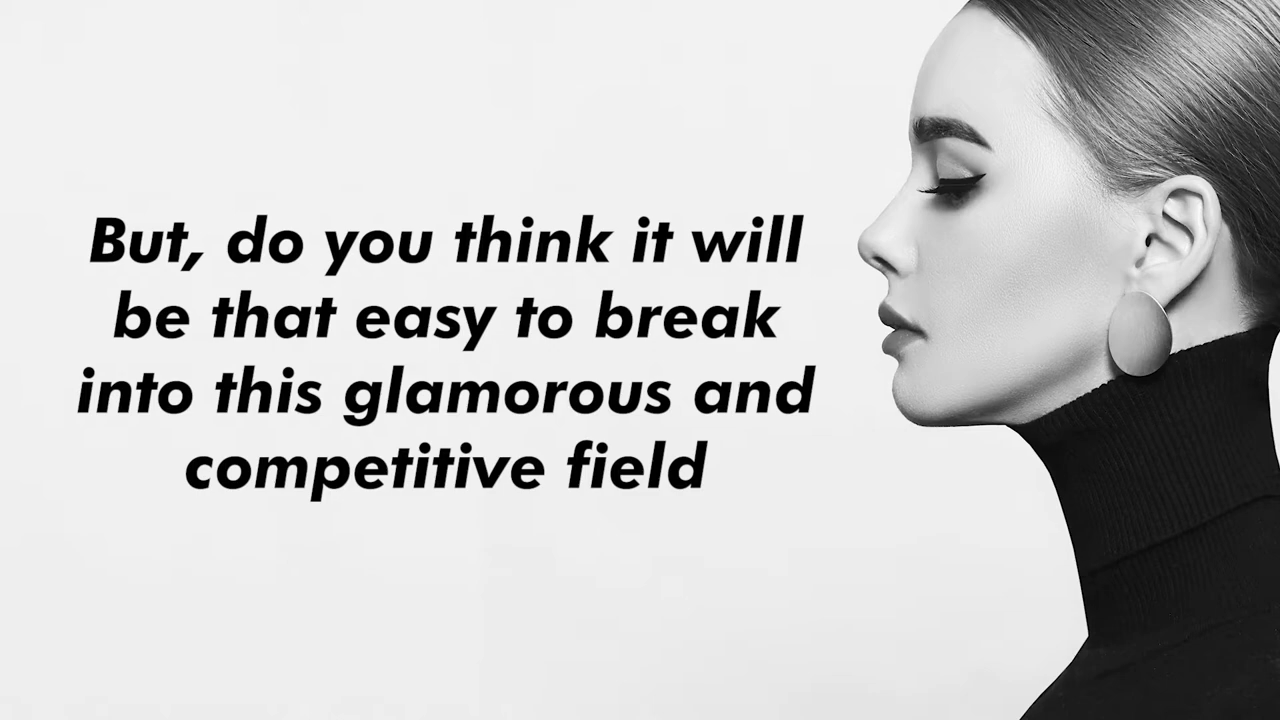 But, do you think it will
be that easy to break
into this glamorous and
competitive field